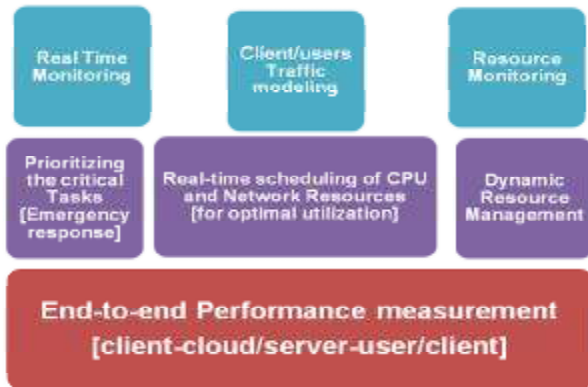 Real Time
Monitoring
Client/users
Traffic
modeling
Resource
Monitoring
Prioritizing
the critical
Tasks
[Emergency
response]
Real-time scheduling of CPU
and Network Resources
[for optimal utilization]
Dynamic
Resource
Management
End-to-end Performance measurement
[client-cloud/server-user/client]